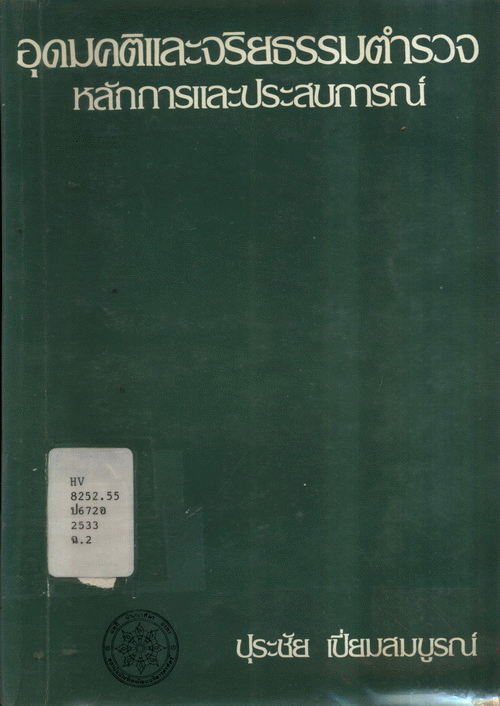 อุดมคติและจริยธรรมตำรวจ
หลักการและประสบการณ์
HV
8252.55
ป672อ
2533
ฉ.2
ปุระชัย เปี่ยมสมบูรณ์